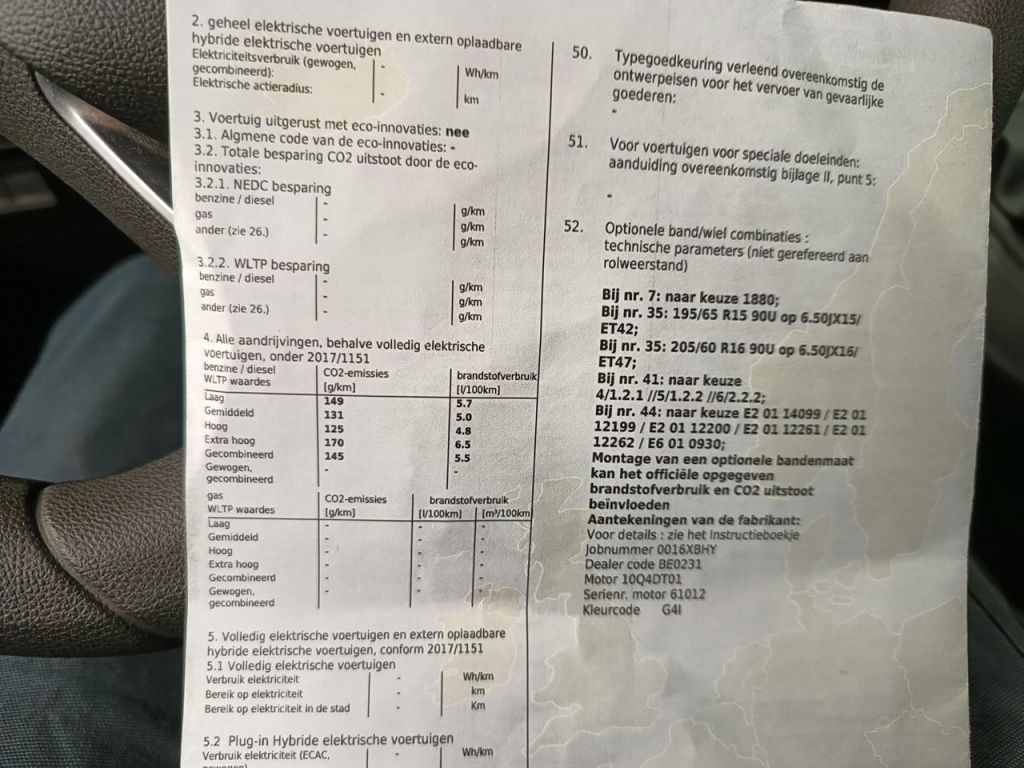 2. geheel elektrische voertuigen en extern oplaadbare
hybride elektrische voertuigen
Elektriciteitsverbruik (gewogen, - Wh/km
gecombineerd):
Elektrische actieradius: - km
3. Voertuig uitgerust met eco-innovaties: nee
3.1. Algmene code van de eco-innovaties: -
3.2. Totale besparing CO2 uitstoot door de eco-
innovaties:
3.2.1. NEDC besparing
benzine / diesel - g/km
gas - g/km
ander (zie 26.) - g/km
3.2.2. WLTP besparing
benzine / diesel - g/km
gas - g/km
ander (zie 26.) - g/km
4. Alle aandrijvingen, behalve volledig elektrische
voertuigen, onder 2017/1151
benzine / diesel CO2-emissies brandstofverbruik
WLTP waardes [g/km] [l/100km]
Laag 149 5.7
Gemiddeld 131 5.0
Hoog 125 4.8
Extra hoog 170 6.5
Gecombineerd 145 5.5
Gewogen, - -
gecombineerd
gas CO2-emissies brandstofverbruik
WLTP waardes [g/km] [l/100km] [m³/100km]
Laag - - -
Gemiddeld - - -
Hoog - - -
Extra hoog - - -
Gecombineerd - - -
Gewogen, - - -
gecombineerd
5. Volledig elektrische voertuigen en extern oplaadbare
hybride elektrische voertuigen, conform 2017/1151
5.1 Volledig elektrische voertuigen
Verbruik elektriciteit - Wh/km
Bereik op elektriciteit - km
Bereik op elektriciteit in de stad - Km
5.2 Plug-in Hybride elektrische voertuigen
Verbruik elektriciteit (ECAC, - Wh/km
50. Typegoedkeuring verleend overeenkomstig de
ontwerpeisen voor het vervoer van gevaarlijke
goederen:
-
51. Voor voertuigen voor speciale doeleinden:
aanduiding overeenkomstig bijlage II, punt 5:
-
52. Optionele band/wiel combinaties :
technische parameters (niet gerefereerd aan
rolweerstand)
Bij nr. 7: naar keuze 1880;
Bij nr. 35: 195/65 R15 90U op 6.50JX15/
ET42;
Bij nr. 35: 205/60 R16 90U op 6.50JX16/
ET47;
Bij nr. 41: naar keuze
4/1.2.1 //5/1.2.2 //6/2.2.2;
Bij nr. 44: naar keuze E2 01 14099 / E2 01
12199 / E2 01 12200 / E2 01 12261 / E2 01
12262 / E6 01 0930;
Montage van een optionele bandenmaat
kan het officiële opgegeven
brandstofverbruik en CO2 uitstoot
beïnvloeden
Aantekeningen van de fabrikant:
Voor details : zie het Instructieboekje
Jobnummer 0016XBHY
Dealer code BE0231
Motor 10Q4DT01
Serienr. motor 61012
Kleurcode G4I